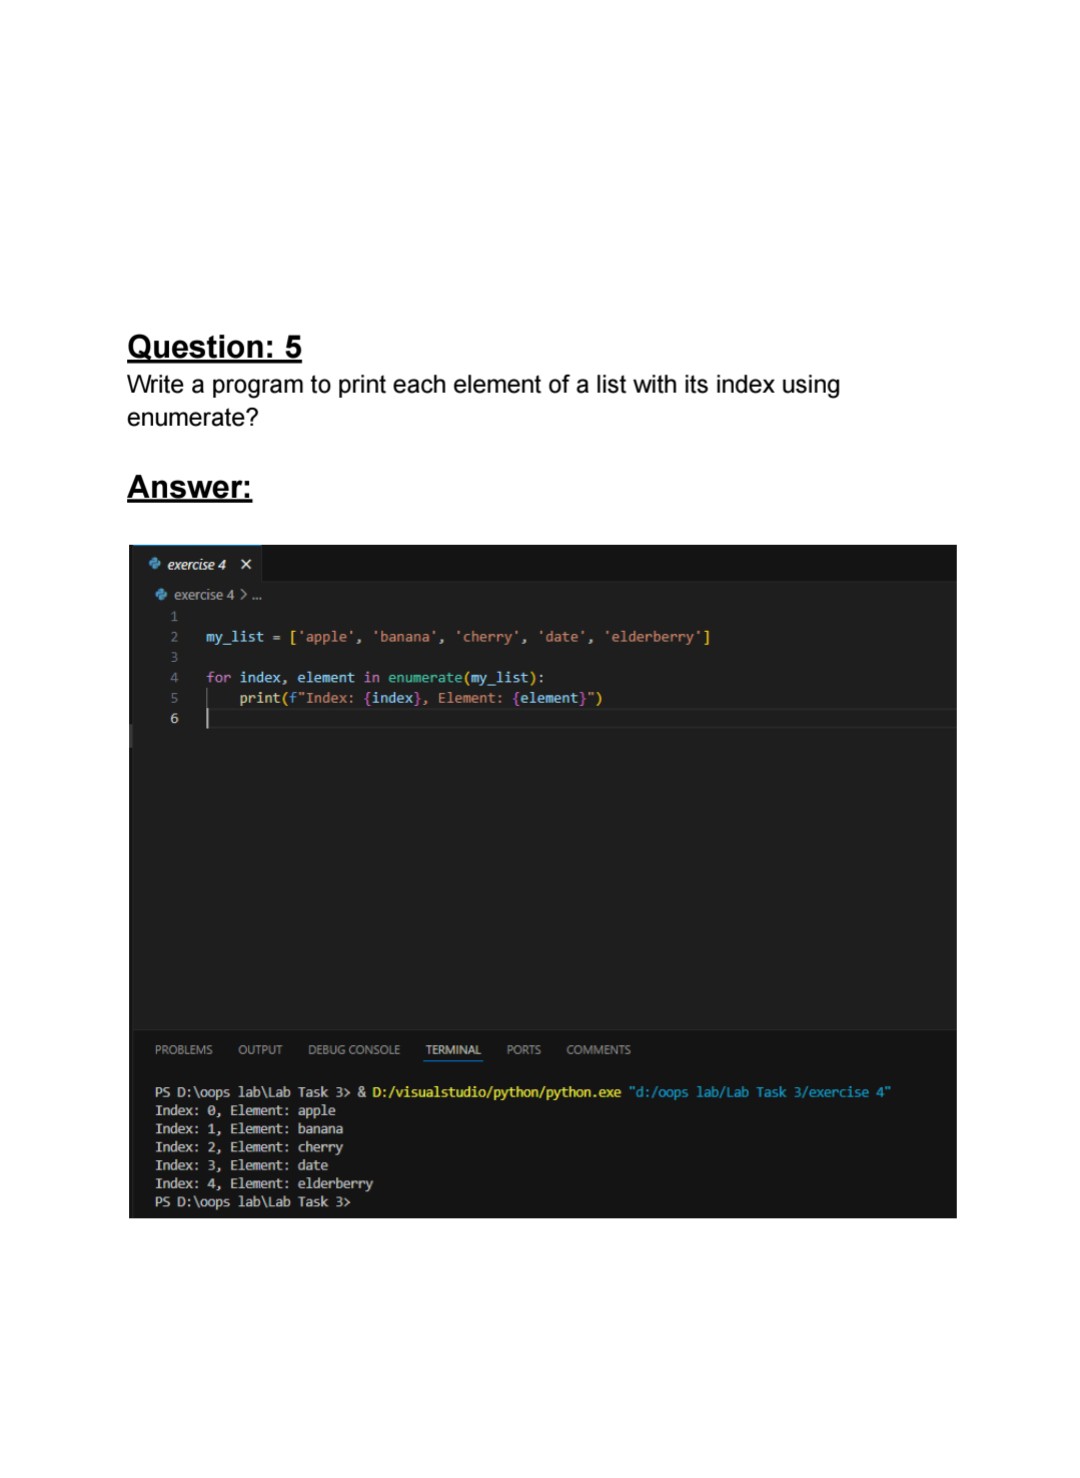 Question: 5
Write a program to print each element of a list with its index using
enumerate?
Answer:
exercise 4 ×
exercise 4 > ...
1
2 my_list = ['apple', 'banana', 'cherry', 'date', 'elderberry']
3
4 for index, element in enumerate(my_list):
5     print(f"Index: {index}, Element: {element}")
6
PROBLEMS OUTPUT DEBUG CONSOLE TERMINAL PORTS COMMENTS
PS D:\oops lab\Lab Task 3> & D:/visualstudio/python/python.exe "d:/oops lab/Lab Task 3/exercise 4"
Index: 0, Element: apple
Index: 1, Element: banana
Index: 2, Element: cherry
Index: 3, Element: date
Index: 4, Element: elderberry
PS D:\oops lab\Lab Task 3>